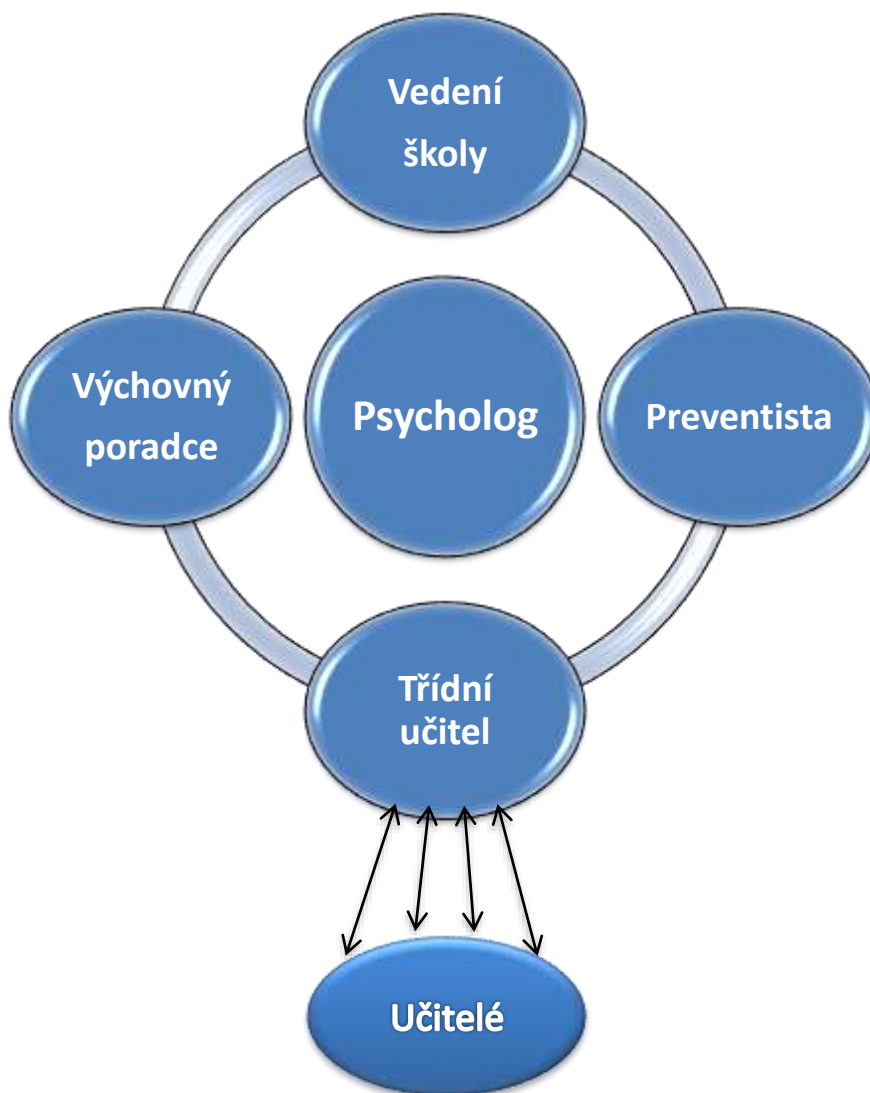 Vedení
školy
Výchovný
poradce
Psycholog
Preventista
Třídní
učitel
Učitelé